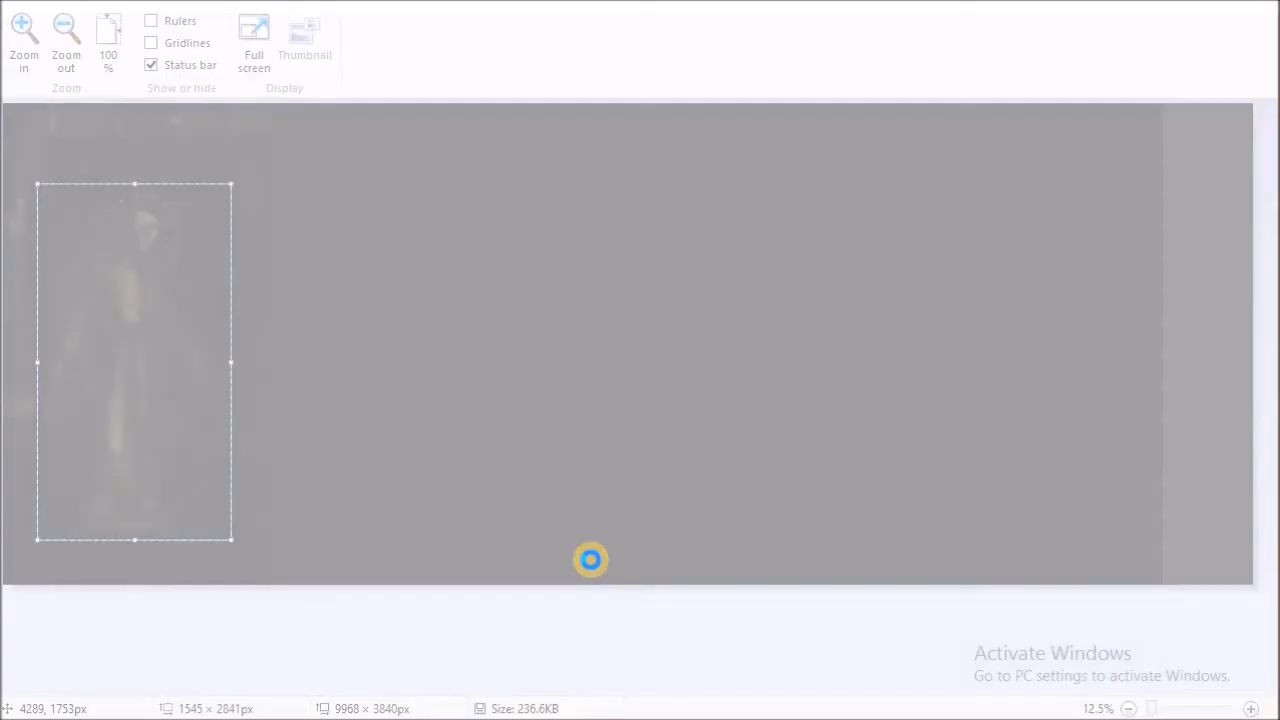 Rulers
Gridlines
Status bar
Zoom in
Zoom out
100 %
Full screen
Thumbnail
Zoom
Show or hide
Display
Activate Windows
Go to PC settings to activate Windows.
4289, 1753px
1545 × 2841px
9968 × 3840px
Size: 236.6KB
12.5%